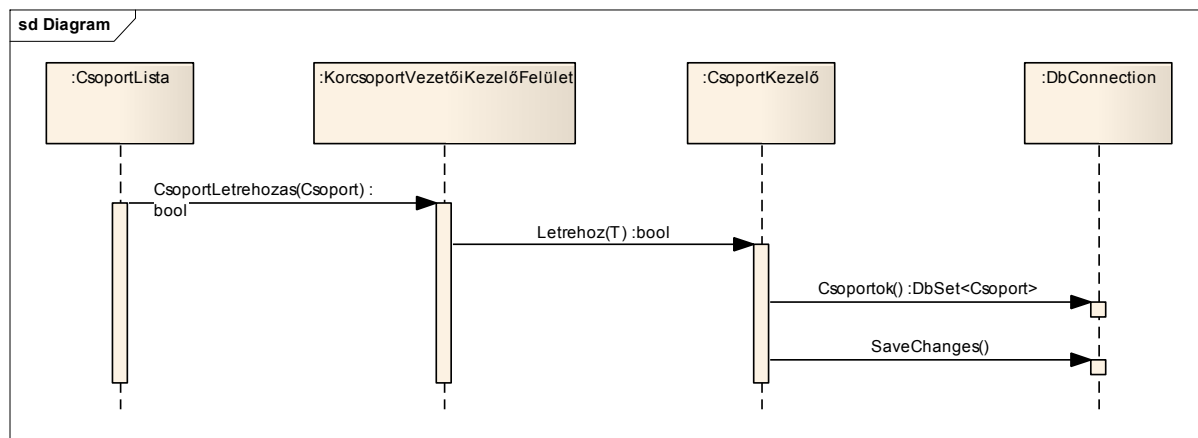 sd Diagram
:CsoportLista
:KorcsoportVezetőiKezelőFelület
:CsoportKezelő
:DbConnection
CsoportLetrehozas(Csoport) :
bool
Letrehoz(T) :bool
Csoportok() :DbSet<Csoport>
SaveChanges()